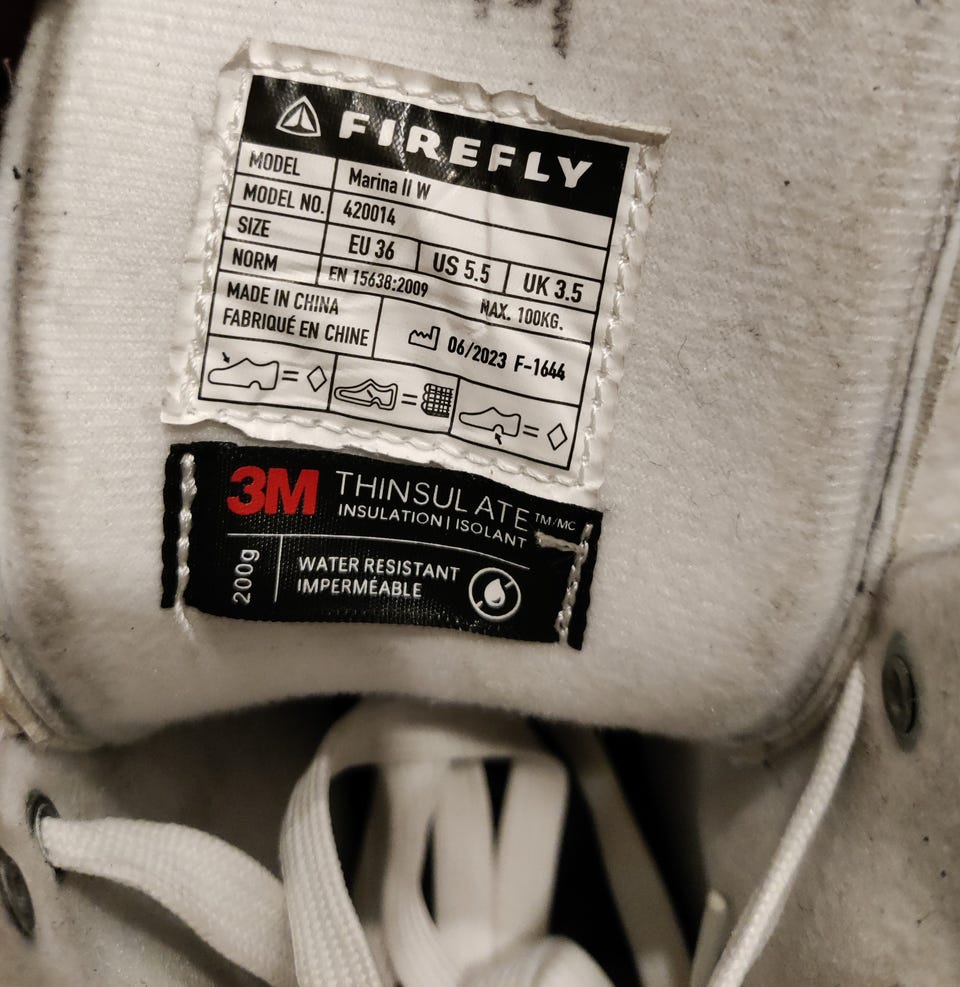 FIREFLY
MODEL Marina II W
MODEL NO. 420014
SIZE EU 36 US 5.5 UK 3.5
NORM EN 15638:2009 MAX. 100KG.
MADE IN CHINA
FABRIQUÉ EN CHINE
06/2023 F-1644
= =
=
3M THINSULATE TM/MC
INSULATION | ISOLANT
200g
WATER RESISTANT
IMPERMÉABLE